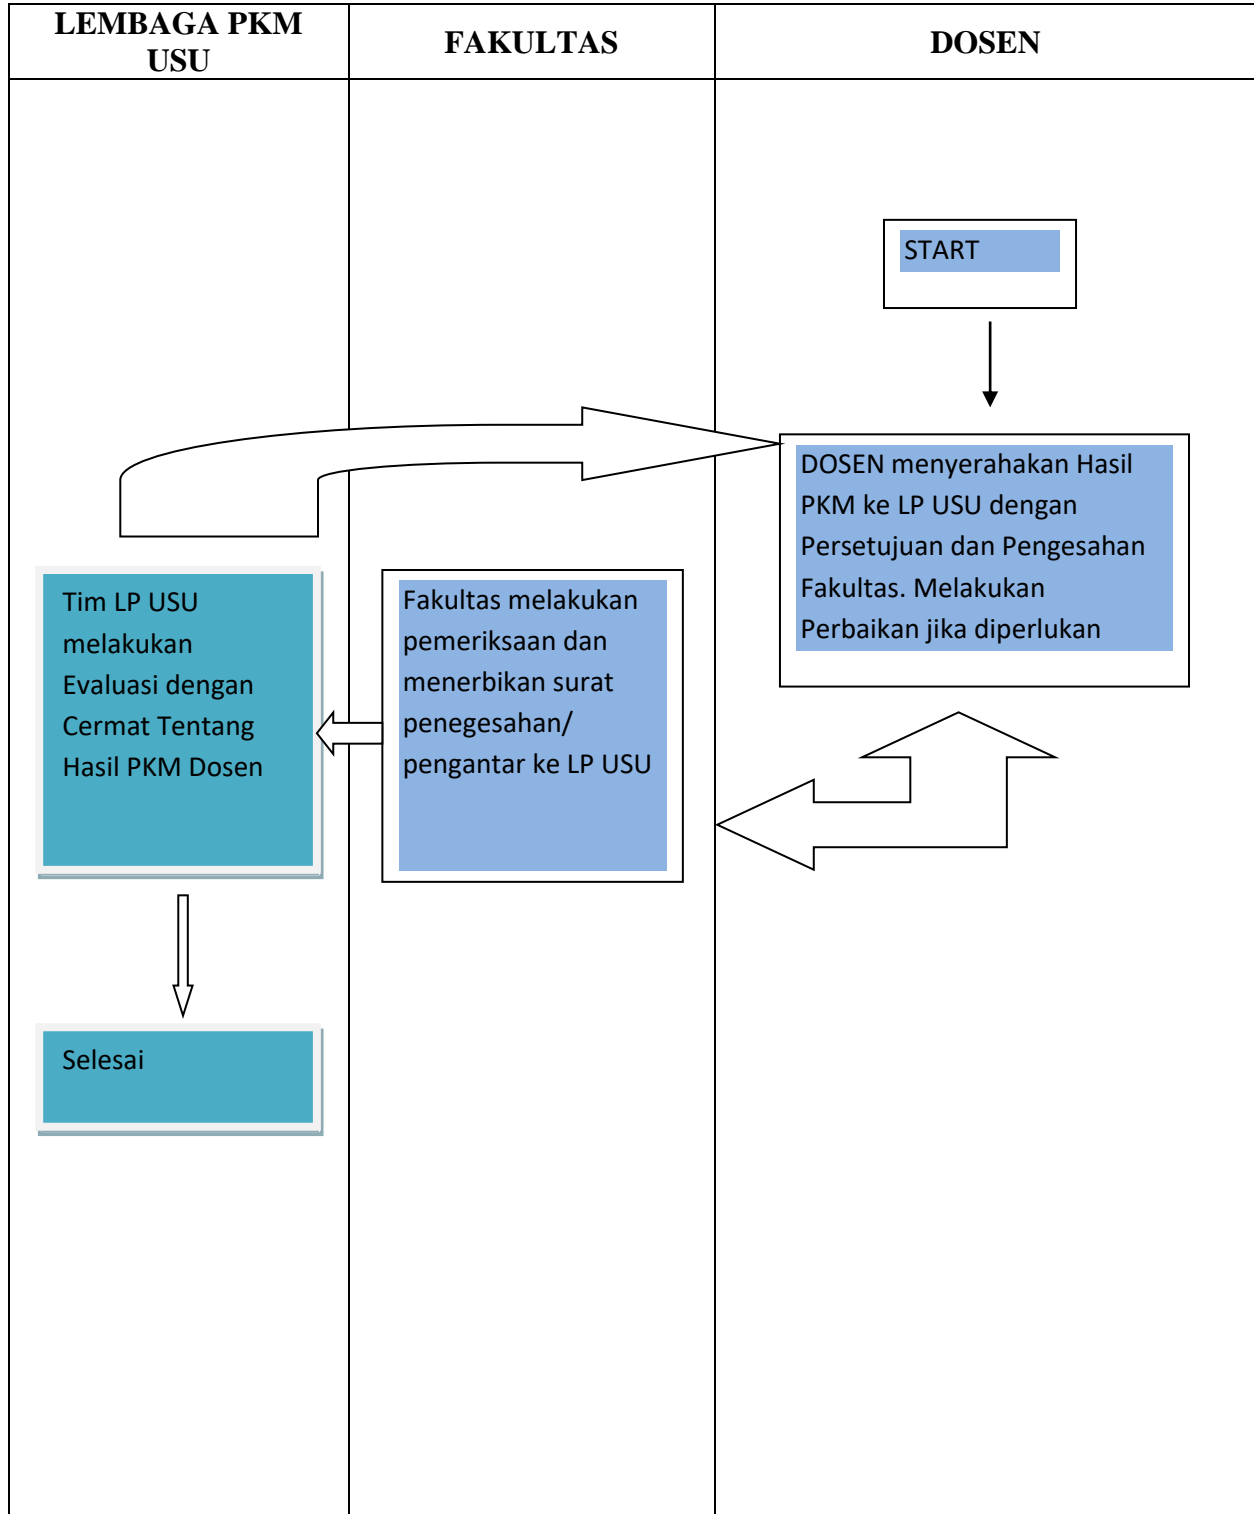 LEMBAGA PKM
USU
FAKULTAS
DOSEN
START
DOSEN menyerahakan Hasil
PKM ke LP USU dengan
Persetujuan dan Pengesahan
Fakultas. Melakukan
Perbaikan jika diperlukan
Tim LP USU
melakukan
Evaluasi dengan
Cermat Tentang
Hasil PKM Dosen
Fakultas melakukan
pemeriksaan dan
menerbikan surat
penegesahan/
pengantar ke LP USU
Selesai